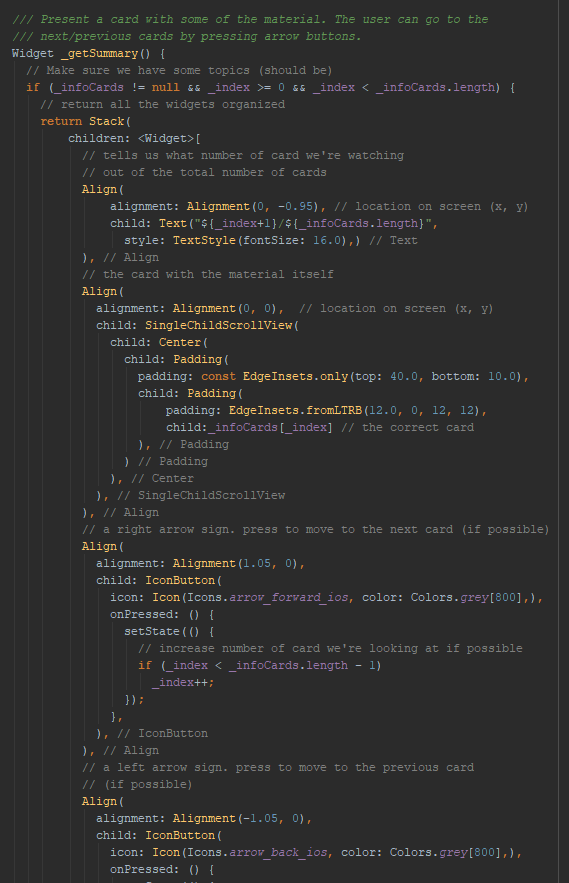 /// Present a card with some of the material. The user can go to the
/// next/previous cards by pressing arrow buttons.
Widget _getSummary() {
// Make sure we have some topics (should be)
if (_infoCards != null && _index >= 0 && _index < _infoCards.length) {
// return all the widgets organized
return Stack(
children: <Widget>[
// tells us what number of card we're watching
// out of the total number of cards
Align(
alignment: Alignment(0, -0.95), // location on screen (x, y)
child: Text("${_index+1}/${_infoCards.length}",
style: TextStyle(fontSize: 16.0),) // Text
), // Align
// the card with the material itself
Align(
alignment: Alignment(0, 0),  // location on screen (x, y)
child: SingleChildScrollView(
child: Center(
child: Padding(
padding: const EdgeInsets.only(top: 40.0, bottom: 10.0),
child: Padding(
padding: EdgeInsets.fromLTRB(12.0, 0, 12, 12),
child:_infoCards[_index] // the correct card
), // Padding
) // Padding
), // Center
), // SingleChildScrollView
), // Align
// a right arrow sign. press to move to the next card (if possible)
Align(
alignment: Alignment(1.05, 0),
child: IconButton(
icon: Icon(Icons.arrow_forward_ios, color: Colors.grey[800],),
onPressed: () {
setState(() {
// increase number of card we're looking at if possible
if (_index < _infoCards.length - 1)
_index++;
});
},
), // IconButton
), // Align
// a left arrow sign. press to move to the previous card
// (if possible)
Align(
alignment: Alignment(-1.05, 0),
child: IconButton(
icon: Icon(Icons.arrow_back_ios, color: Colors.grey[800],),
onPressed: () {